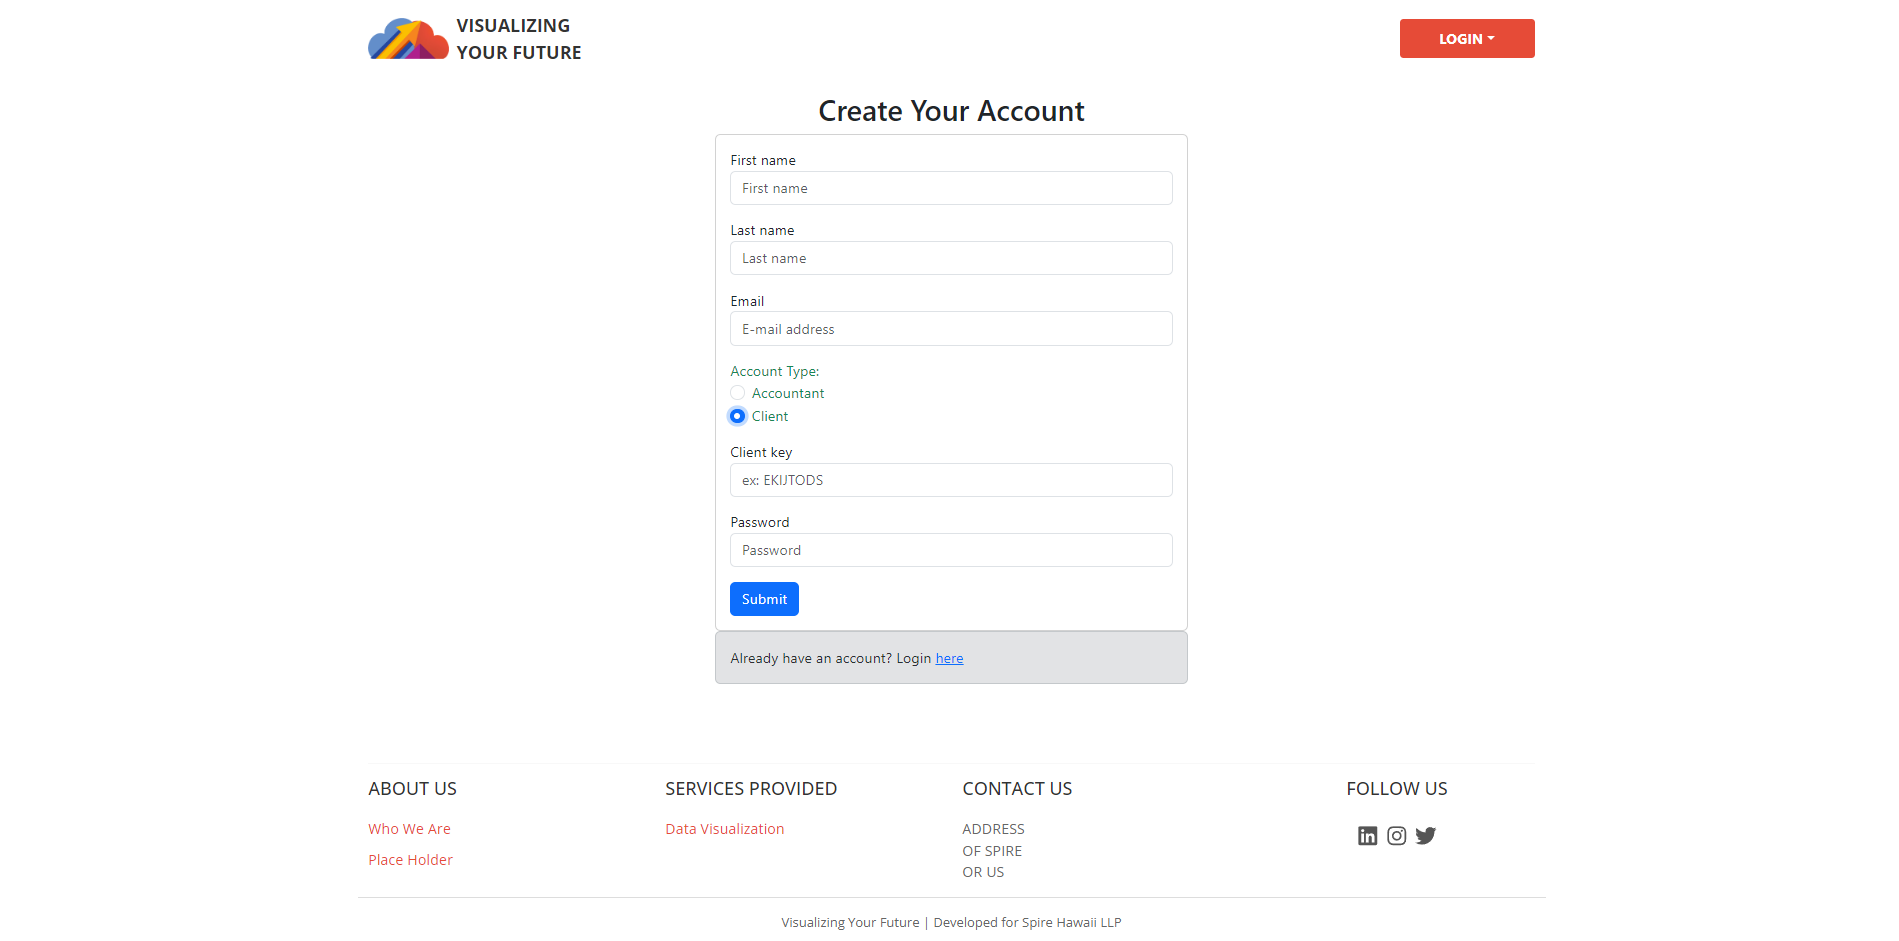 VISUALIZING
YOUR FUTURE
LOGIN
Create Your Account
First name
First name
Last name
Last name
Email
E-mail address
Account Type:
Accountant
Client
Client key
ex: EKIJTODS
Password
Password
Submit
Already have an account? Login here
ABOUT US
Who We Are
Place Holder
SERVICES PROVIDED
Data Visualization
CONTACT US
ADDRESS
OF SPIRE
OR US
FOLLOW US
in
Visualizing Your Future | Developed for Spire Hawaii LLP